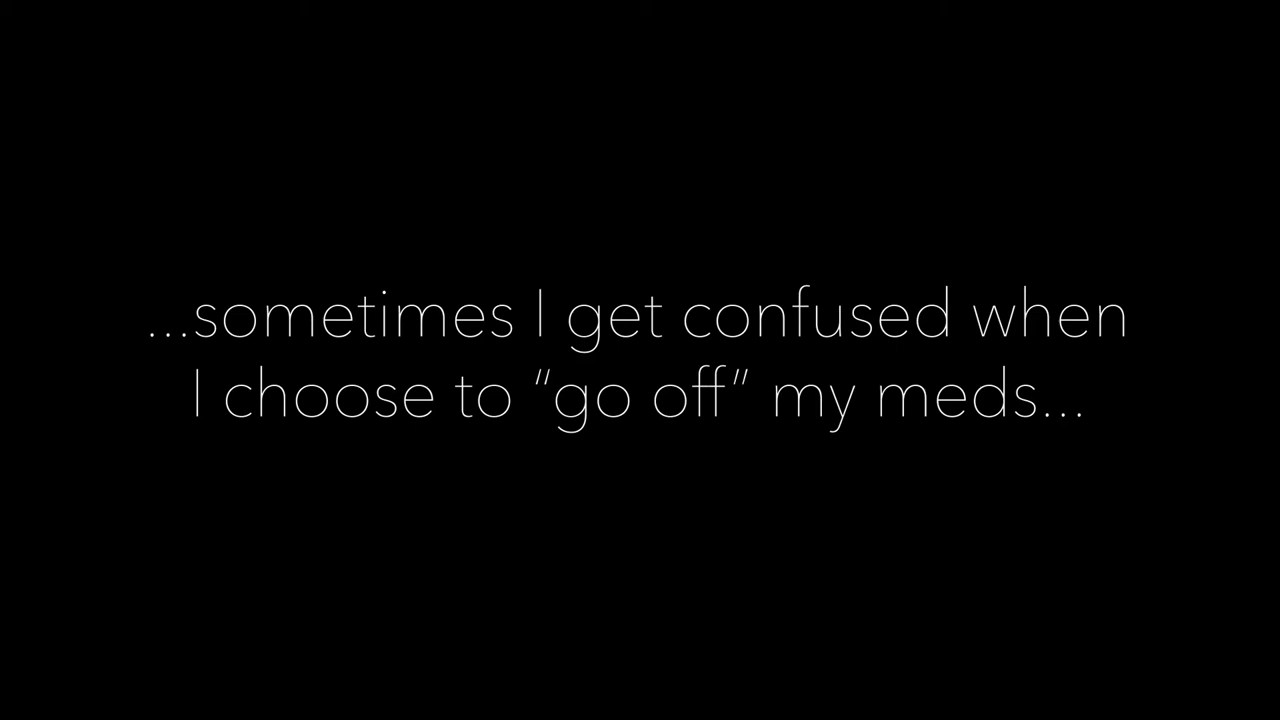 ...sometimes I get confused when
I choose to “go off” my meds...